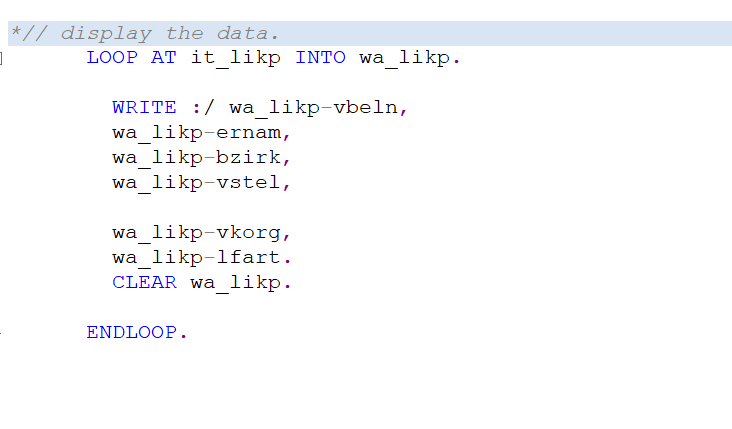 *// display the data.
LOOP AT it_likp INTO wa_likp.
WRITE :/ wa_likp-vbeln,
wa_likp-ernam,
wa_likp-bzirk,
wa_likp-vstel,
wa_likp-vkorg,
wa_likp-lfart.
CLEAR wa_likp.
ENDLOOP.